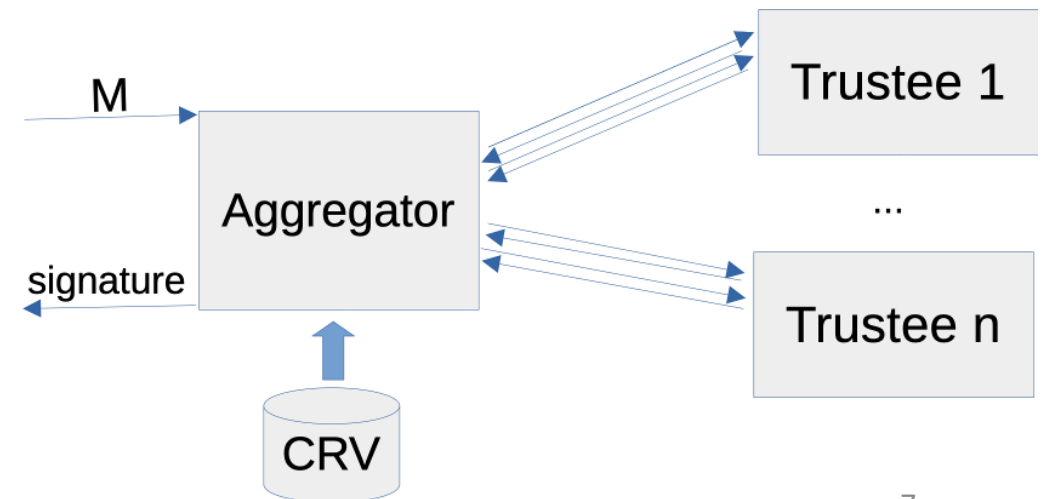 M
Trustee 1
Aggregator
...
signature
Trustee n
CRV